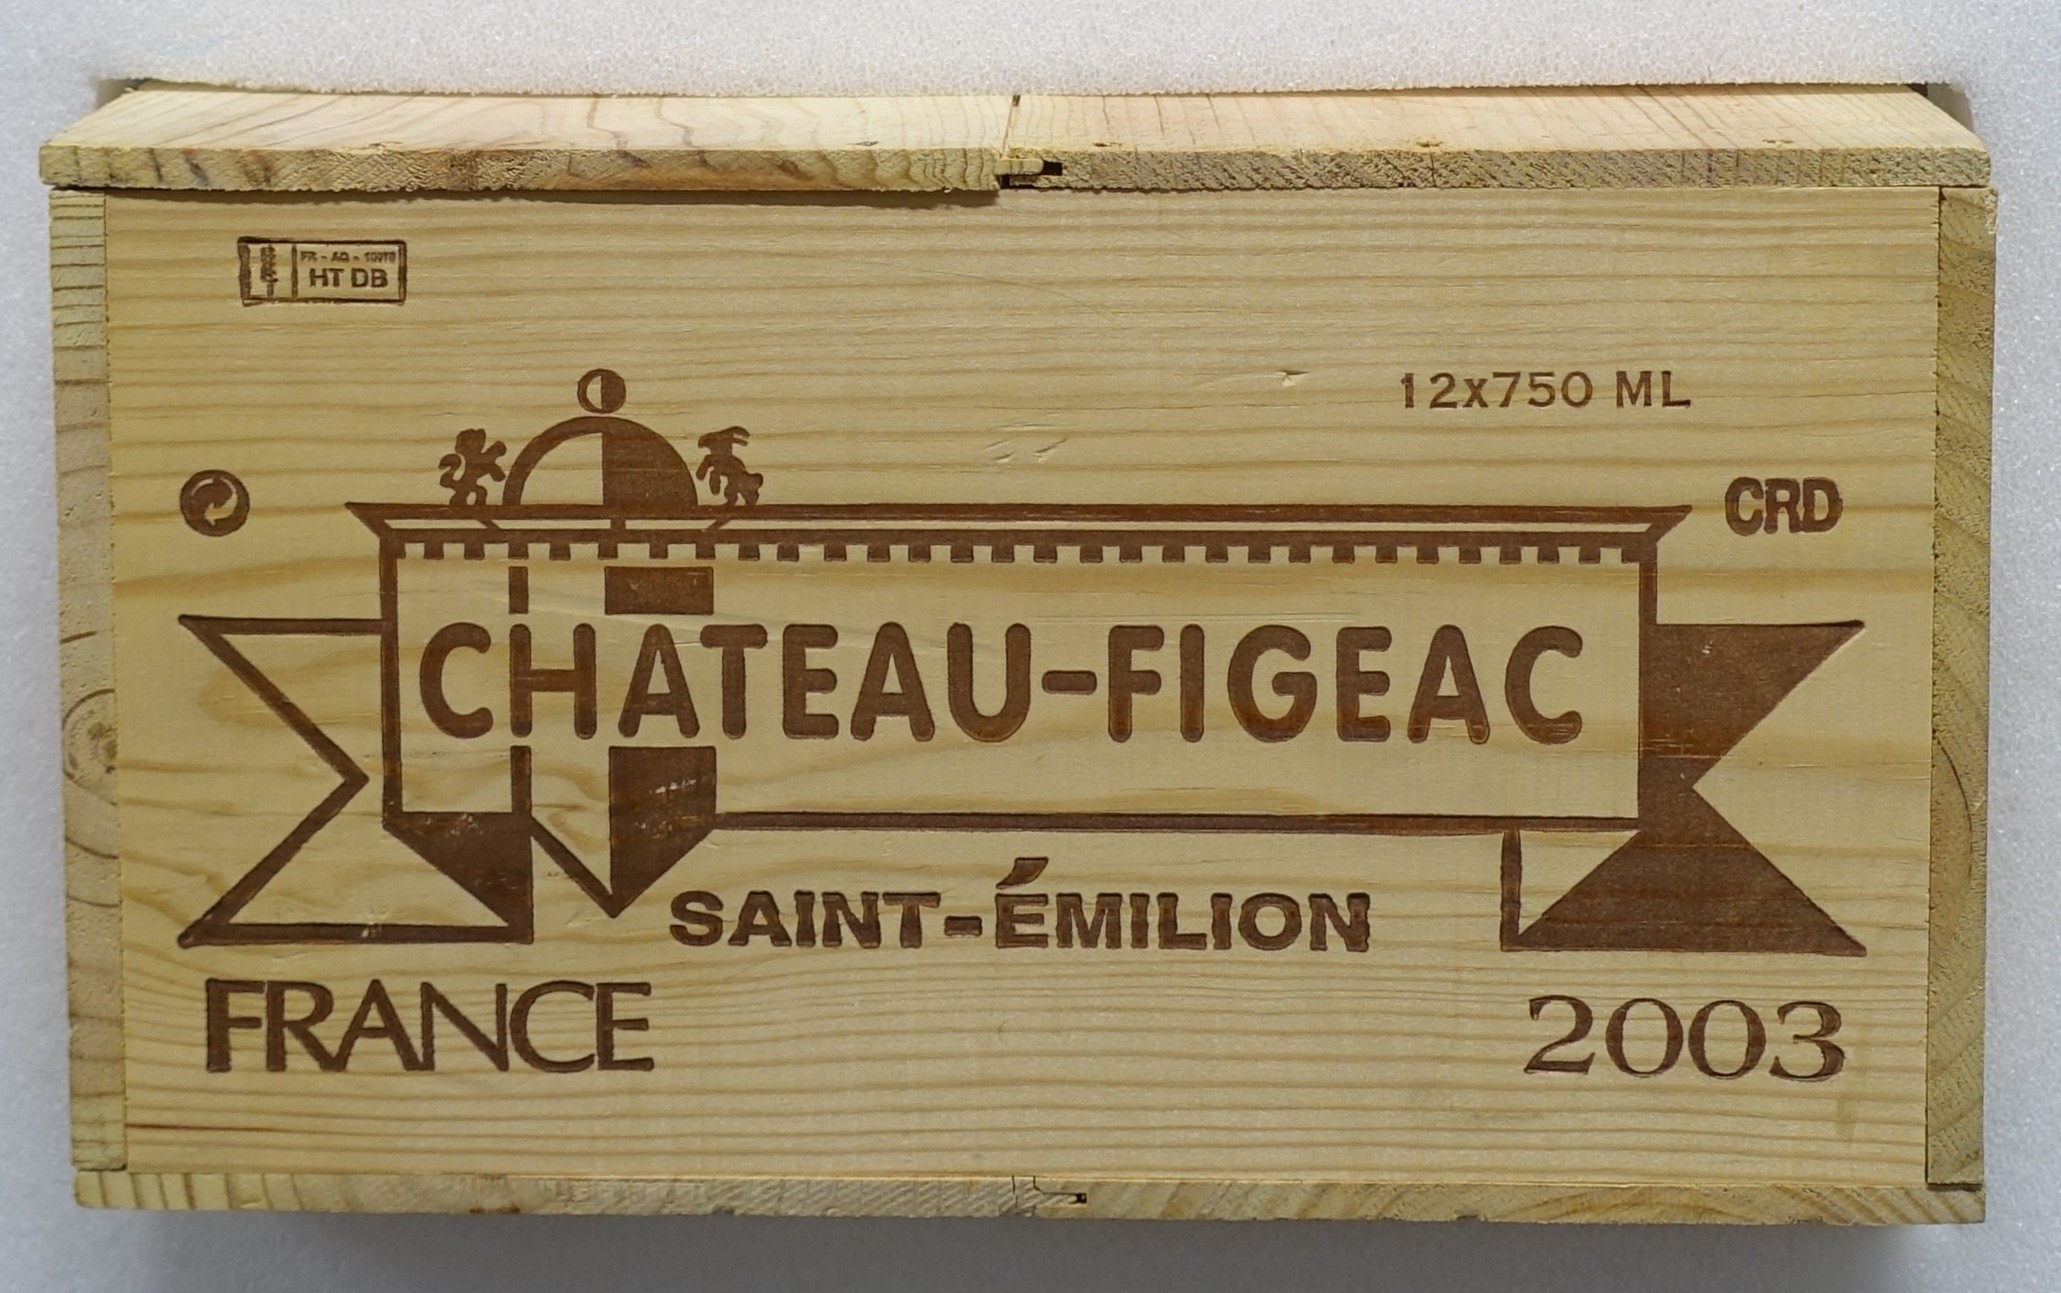 HT DB
12x750 ML
CRD
CHATEAU-FIGEAC
SAINT-ÉMILION
FRANCE
2003